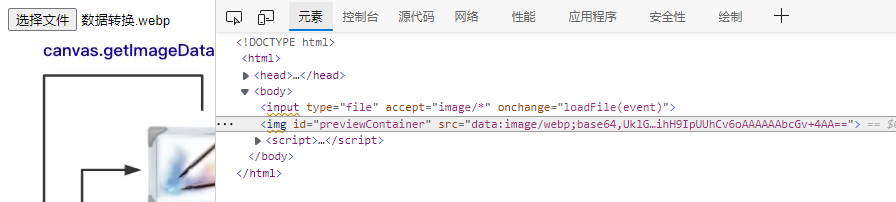 选择文件 数据转换.webp
canvas.getImageData
元素 控制台 源代码 网络 性能 应用程序 安全性 绘制
<!DOCTYPE html>
<html>
<head>…</head>
<body>
<input type="file" accept="image/*" onchange="loadFile(event)">
<img id="previewContainer" src="data:image/webp;base64,UklG…ihH9IpUUhCv6oAAAAAAbcGv+4AA=="> == $
<script>…</script>
</body>
</html>